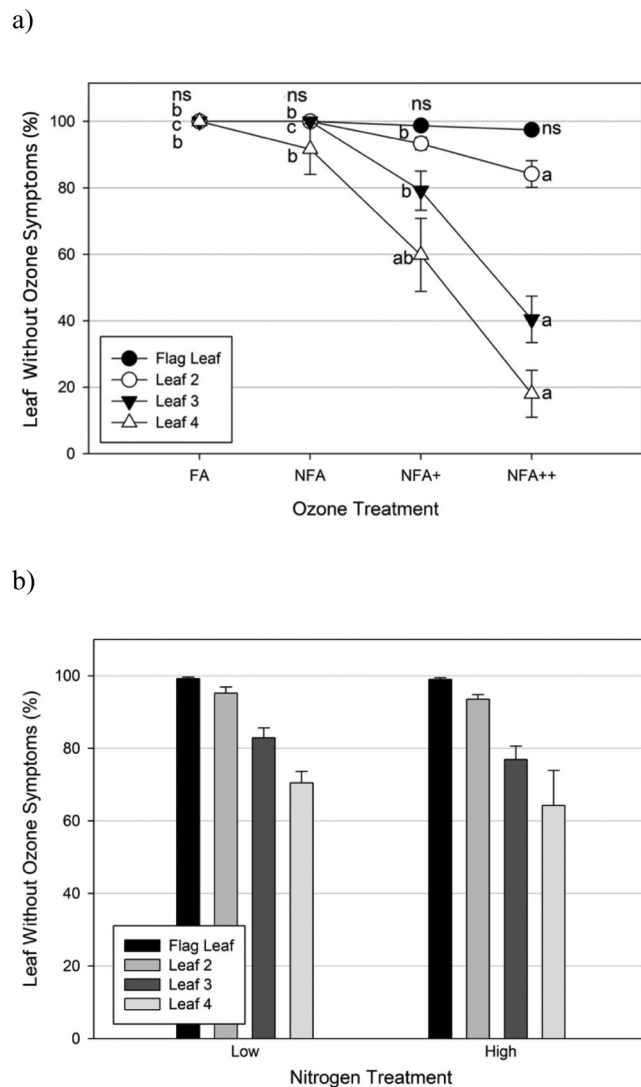 a)
Leaf Without Ozone Symptoms (%)
100
80
60
40
20
0
ns
b
c
b
ns
b
c
b
ns
b
b
ab
ns
a
a
a
Flag Leaf
Leaf 2
Leaf 3
Leaf 4
FA NFA NFA+ NFA++
Ozone Treatment
b)
Leaf Without Ozone Symptoms (%)
100
80
60
40
20
0
Flag Leaf
Leaf 2
Leaf 3
Leaf 4
Low High
Nitrogen Treatment